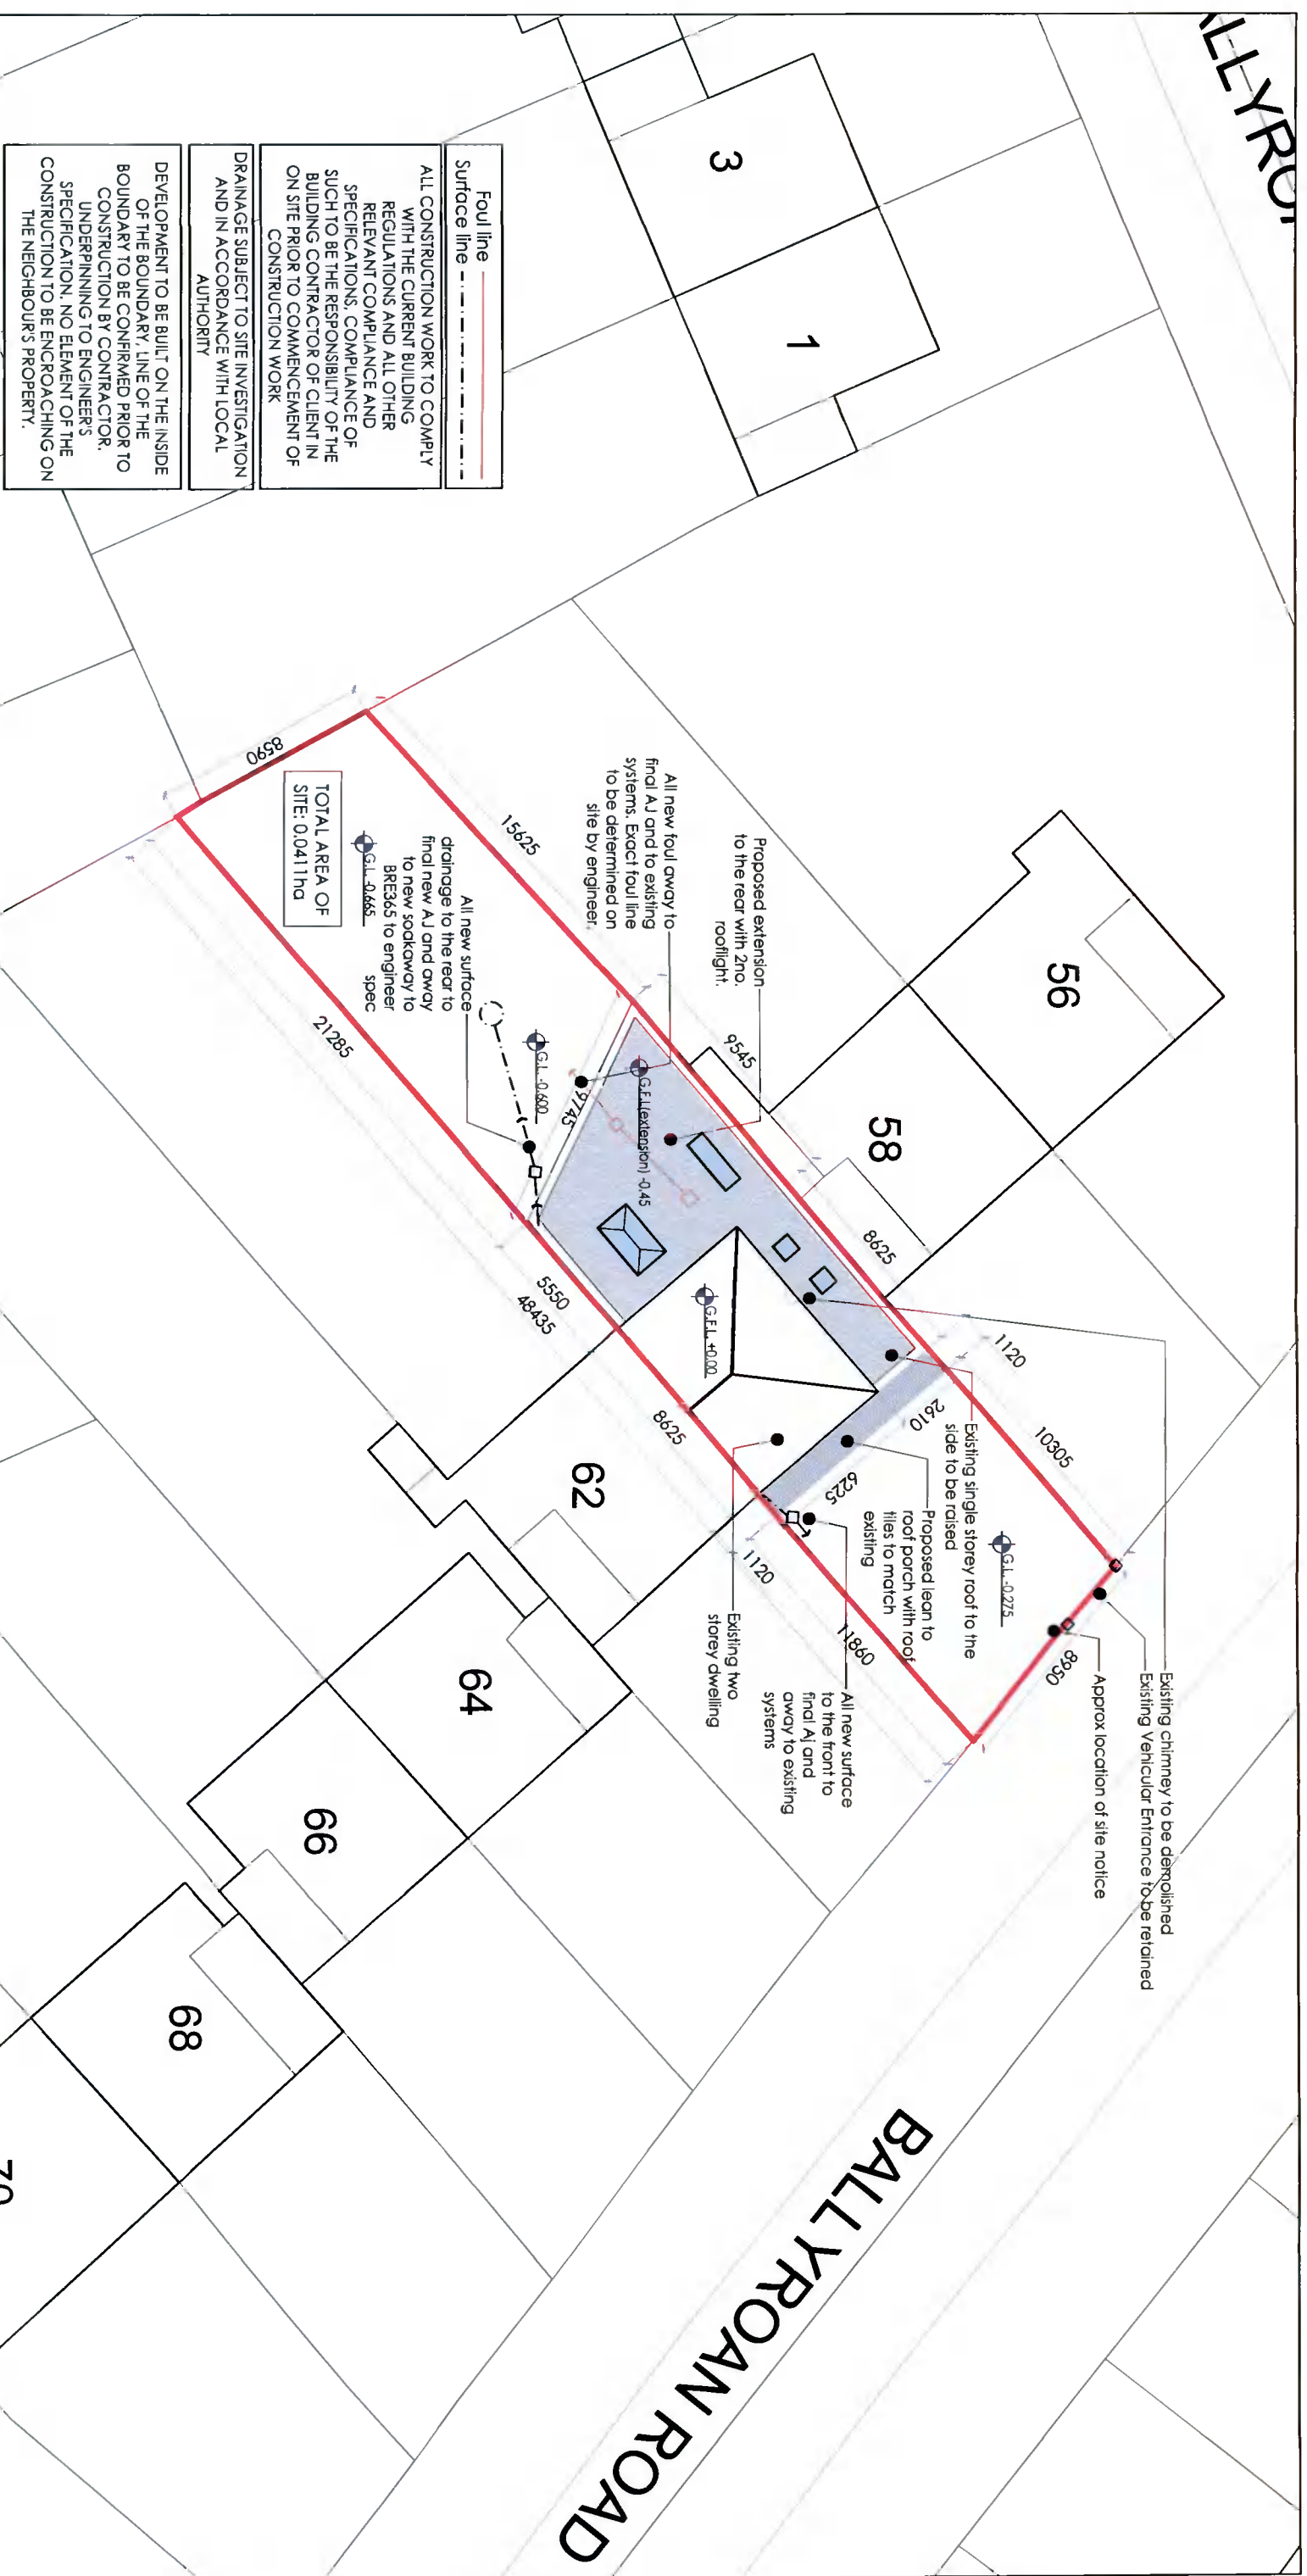 BALLYROAN ROAD
Existing chimney to be demolished
Existing Vehicular Entrance to be retained
Approx location of site notice
G.L. -0.275
Existing single storey roof to the
side to be raised
Proposed lean to
roof porch with roof
tiles to match
existing
All new surface
to the front to
final Aj and
away to existing
systems
Existing two
storey dwelling
8950
10305
11860
1120
2610
6225
1120
3
1
56
58
62
64
66
68
8625
9545
8625
5550
48435
G.F.L. +0.00
G.F.L(extension) -0.45
9745
G.L. -0.600
Proposed extension
to the rear with 2no.
rooflight.
All new foul away to
final AJ and to existing
systems. Exact foul line
to be determined on
site by engineer.
15625
21285
All new surface
drainage to the rear to
final new AJ and away
to new soakaway to
BRE365 to engineer
spec
G.L. -0.665
TOTAL AREA OF
SITE: 0.0411ha
8590
Foul line
Surface line
ALL CONSTRUCTION WORK TO COMPLY
WITH THE CURRENT BUILDING
REGULATIONS AND ALL OTHER
RELEVANT COMPLIANCE AND
SPECIFICATIONS, COMPLIANCE OF
SUCH TO BE THE RESPONSIBILITY OF THE
BUILDING CONTRACTOR OF CLIENT IN
ON SITE PRIOR TO COMMENCEMENT OF
CONSTRUCTION WORK
DRAINAGE SUBJECT TO SITE INVESTIGATION
AND IN ACCORDANCE WITH LOCAL
AUTHORITY
DEVELOPMENT TO BE BUILT ON THE INSIDE
OF THE BOUNDARY, LINE OF THE
BOUNDARY TO BE CONFIRMED PRIOR TO
CONSTRUCTION BY CONTRACTOR.
UNDERPINNING TO ENGINEER'S
SPECIFICATION. NO ELEMENT OF THE
CONSTRUCTION TO BE ENCROACHING ON
THE NEIGHBOUR'S PROPERTY.